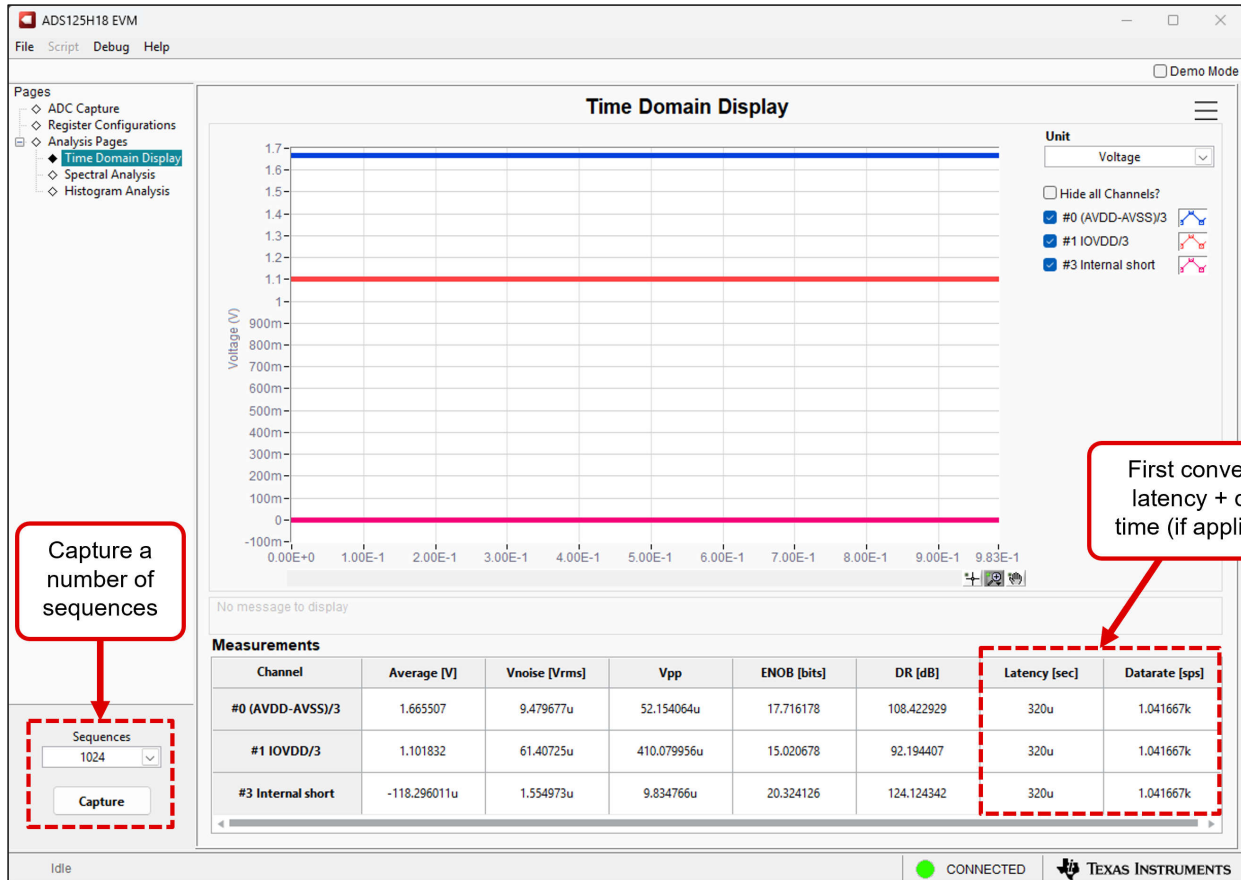 ADS125H18 EVM
File Script Debug Help
Demo Mode
Pages
ADC Capture
Register Configurations
Analysis Pages
Time Domain Display
Spectral Analysis
Histogram Analysis
Time Domain Display
Unit
Voltage
Hide all Channels?
#0 (AVDD-AVSS)/3
#1 IOVDD/3
#3 Internal short
Voltage (V)
1.7
1.6
1.5
1.4
1.3
1.2
1.1
1
900m
800m
700m
600m
500m
400m
300m
200m
100m
0
-100m
0.00E+0 1.00E-1 2.00E-1 3.00E-1 4.00E-1 5.00E-1 6.00E-1 7.00E-1 8.00E-1 9.00E-1 9.83E-1
First conve
latency + 
time (if appli
Capture a
number of
sequences
No message to display
Measurements
Channel Average [V] Vnoise [Vrms] Vpp ENOB [bits] DR [dB] Latency [sec] Datarate [sps]
#0 (AVDD-AVSS)/3 1.665507 9.479677u 52.154064u 17.716178 108.422929 320u 1.041667k
#1 IOVDD/3 1.101832 61.40725u 410.079956u 15.020678 92.194407 320u 1.041667k
#3 Internal short -118.296011u 1.554973u 9.834766u 20.324126 124.124342 320u 1.041667k
Sequences
1024
Capture
Idle
CONNECTED
TEXAS INSTRUMENTS